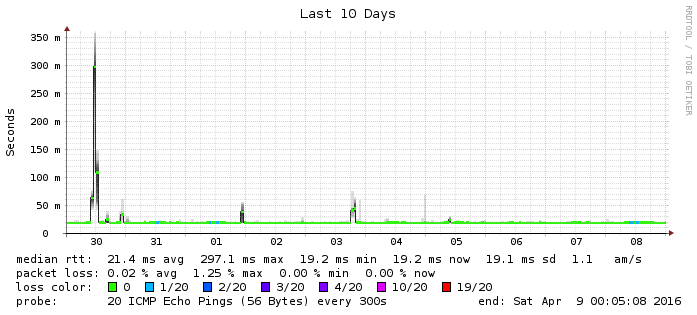 Last 10 Days
RRDTOOL / TOBI OETIKER
Seconds
350 m
300 m
250 m
200 m
150 m
100 m
50 m
0
30 31 01 02 03 04 05 06 07 08
median rtt: 21.4 ms avg 297.1 ms max 19.2 ms min 19.2 ms now 19.1 ms sd 1.1 am/s
packet loss: 0.02 % avg 1.25 % max 0.00 % min 0.00 % now
loss color: 0 1/20 2/20 3/20 4/20 10/20 19/20
probe: 20 ICMP Echo Pings (56 Bytes) every 300s end: Sat Apr 9 00:05:08 2016